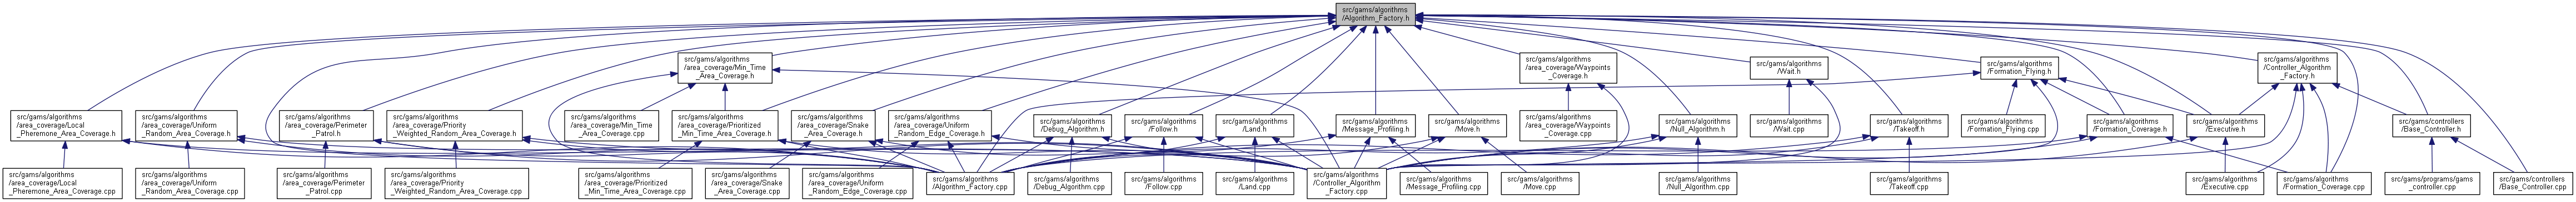 src/gams/algorithms
/Algorithm_Factory.h
src/gams/algorithms
/area_coverage/Min_Time
_Area_Coverage.h
src/gams/algorithms
/area_coverage/Waypoints
_Coverage.h
src/gams/algorithms
/Wait.h
src/gams/algorithms
/Formation_Flying.h
src/gams/algorithms
/Controller_Algorithm
_Factory.h
src/gams/algorithms
/area_coverage/Local
_Pheromone_Area_Coverage.h
src/gams/algorithms
/area_coverage/Uniform
_Random_Area_Coverage.h
src/gams/algorithms
/area_coverage/Perimeter
_Patrol.h
src/gams/algorithms
/area_coverage/Priority
_Weighted_Random_Area_Coverage.h
src/gams/algorithms
/area_coverage/Min_Time
_Area_Coverage.cpp
src/gams/algorithms
/area_coverage/Prioritized
_Min_Time_Area_Coverage.h
src/gams/algorithms
/area_coverage/Snake
_Area_Coverage.h
src/gams/algorithms
/area_coverage/Uniform
_Random_Edge_Coverage.h
src/gams/algorithms
/Debug_Algorithm.h
src/gams/algorithms
/Follow.h
src/gams/algorithms
/Land.h
src/gams/algorithms
/Message_Profiling.h
src/gams/algorithms
/Move.h
src/gams/algorithms
/area_coverage/Waypoints
_Coverage.cpp
src/gams/algorithms
/Null_Algorithm.h
src/gams/algorithms
/Wait.cpp
src/gams/algorithms
/Takeoff.h
src/gams/algorithms
/Formation_Flying.cpp
src/gams/algorithms
/Formation_Coverage.h
src/gams/algorithms
/Executive.h
src/gams/controllers
/Base_Controller.h
src/gams/algorithms
/area_coverage/Local
_Pheromone_Area_Coverage.cpp
src/gams/algorithms
/area_coverage/Uniform
_Random_Area_Coverage.cpp
src/gams/algorithms
/area_coverage/Perimeter
_Patrol.cpp
src/gams/algorithms
/area_coverage/Priority
_Weighted_Random_Area_Coverage.cpp
src/gams/algorithms
/area_coverage/Prioritized
_Min_Time_Area_Coverage.cpp
src/gams/algorithms
/area_coverage/Snake
_Area_Coverage.cpp
src/gams/algorithms
/area_coverage/Uniform
_Random_Edge_Coverage.cpp
src/gams/algorithms
/Algorithm_Factory.cpp
src/gams/algorithms
/Debug_Algorithm.cpp
src/gams/algorithms
/Follow.cpp
src/gams/algorithms
/Land.cpp
src/gams/algorithms
/Controller_Algorithm
_Factory.cpp
src/gams/algorithms
/Message_Profiling.cpp
src/gams/algorithms
/Move.cpp
src/gams/algorithms
/Null_Algorithm.cpp
src/gams/algorithms
/Takeoff.cpp
src/gams/algorithms
/Executive.cpp
src/gams/algorithms
/Formation_Coverage.cpp
src/gams/programs/gams
_controller.cpp
src/gams/controllers
/Base_Controller.cpp